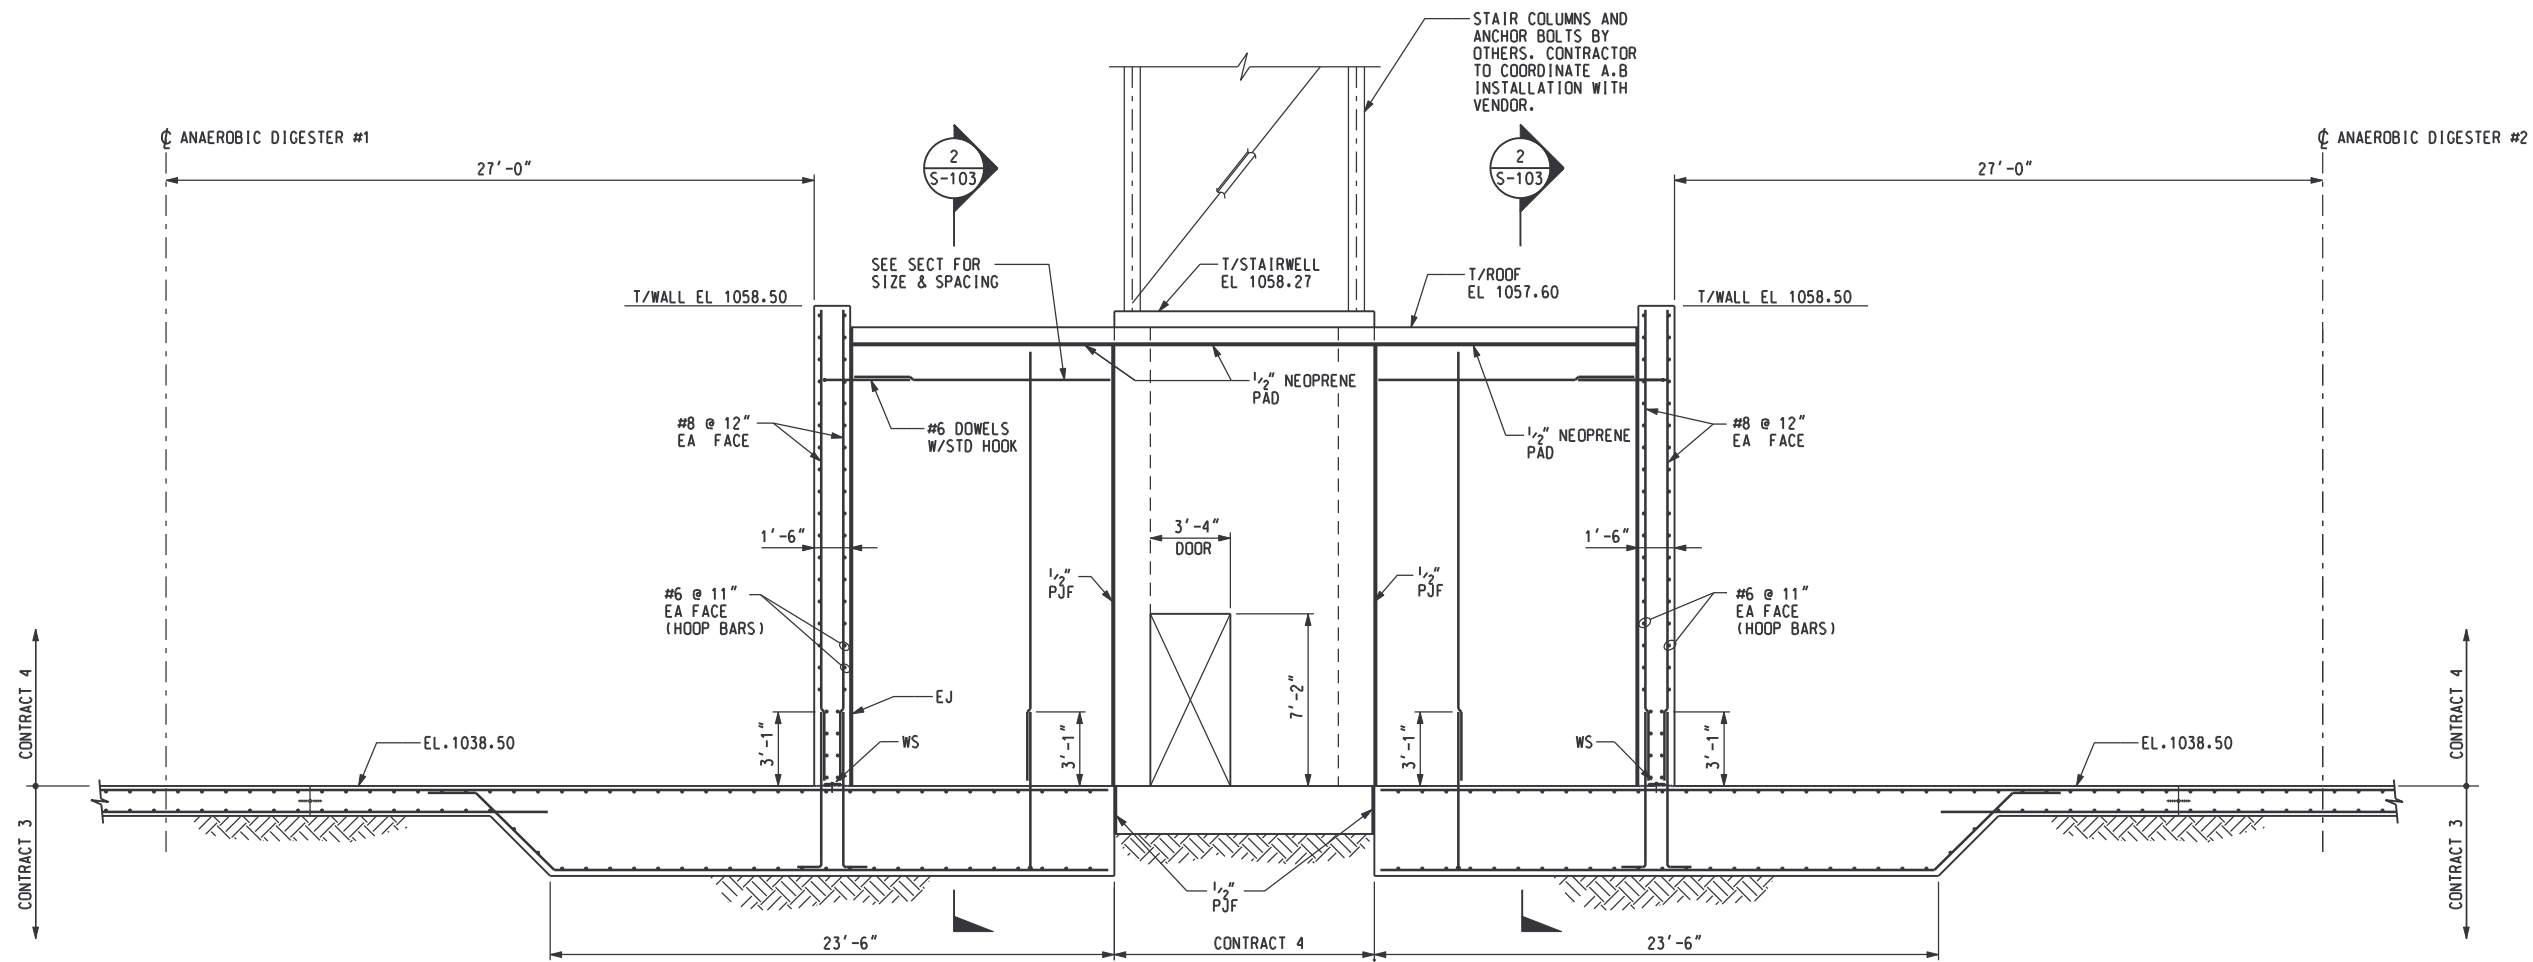 STAIR COLUMNS AND
ANCHOR BOLTS BY
OTHERS. CONTRACTOR
TO COORDINATE A.B
INSTALLATION WITH
VENDOR.
℄ ANAEROBIC DIGESTER #1
℄ ANAEROBIC DIGESTER #2
27'-0"
2
S-103
2
S-103
27'-0"
SEE SECT FOR
SIZE & SPACING
T/STAIRWELL
EL 1058.27
T/ROOF
EL 1057.60
T/WALL EL 1058.50
T/WALL EL 1058.50
1/2" NEOPRENE
PAD
#8 @ 12"
EA FACE
#6 DOWELS
W/STD HOOK
1/2" NEOPRENE
PAD
#8 @ 12"
EA FACE
1'-6"
3'-4"
DOOR
1'-6"
1/2"
PJF
1/2"
PJF
#6 @ 11"
EA FACE
(HOOP BARS)
#6 @ 11"
EA FACE
(HOOP BARS)
CONTRACT 4
EJ
7'-2"
CONTRACT 4
EL.1038.50
3'-1"
WS
3'-1"
3'-1"
WS
3'-1"
EL.1038.50
CONTRACT 3
CONTRACT 3
1/2"
PJF
23'-6"
CONTRACT 4
23'-6"